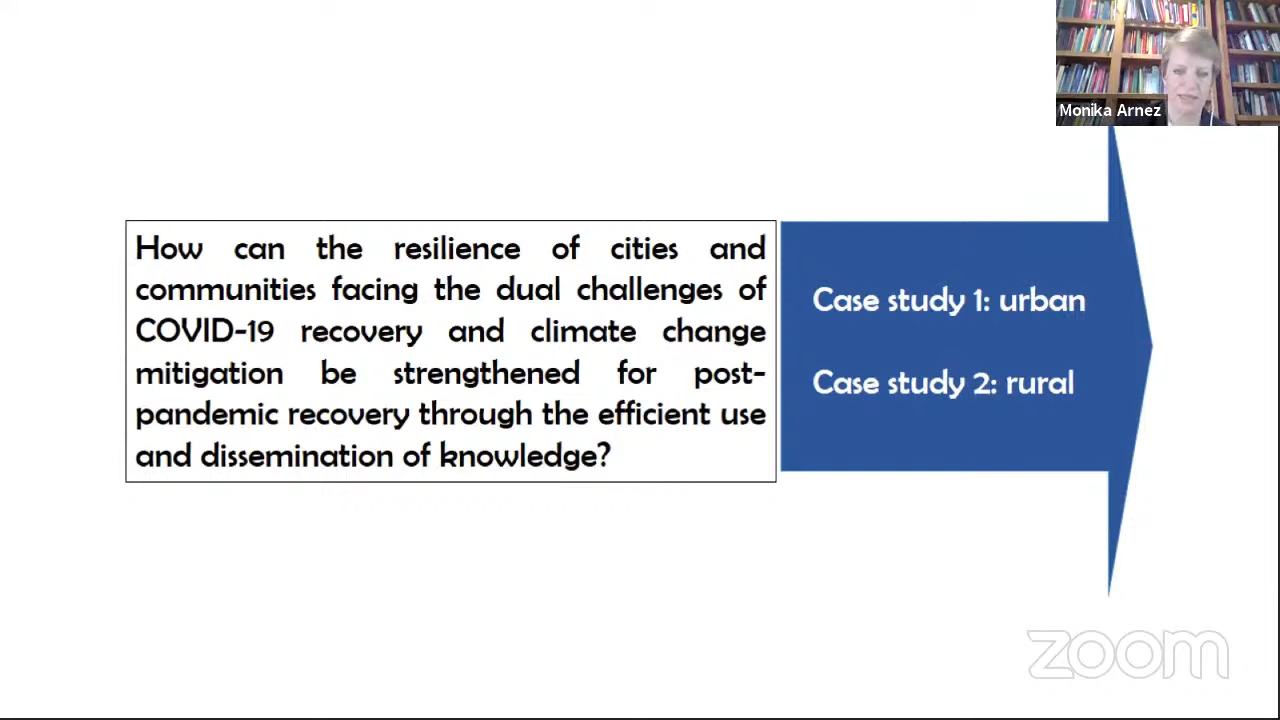 Monika Arnez
How can the resilience of cities and
communities facing the dual challenges of
COVID-19 recovery and climate change
mitigation be strengthened for post-
pandemic recovery through the efficient use
and dissemination of knowledge?
Case study 1: urban
Case study 2: rural
zoom